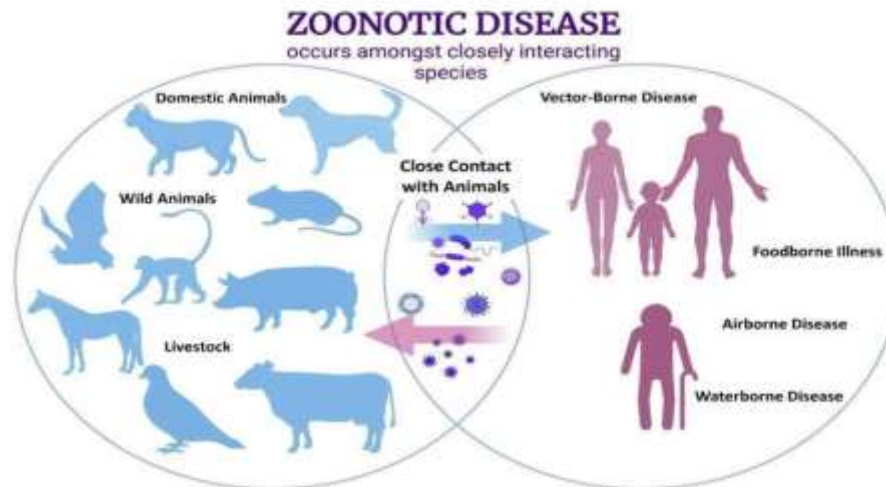 ZOONOTIC DISEASE
occurs amongst closely interacting
species
Domestic Animals
Vector-Borne Disease
Close Contact
with Animals
Wild Animals
Foodborne Illness
Livestock
Airborne Disease
Waterborne Disease